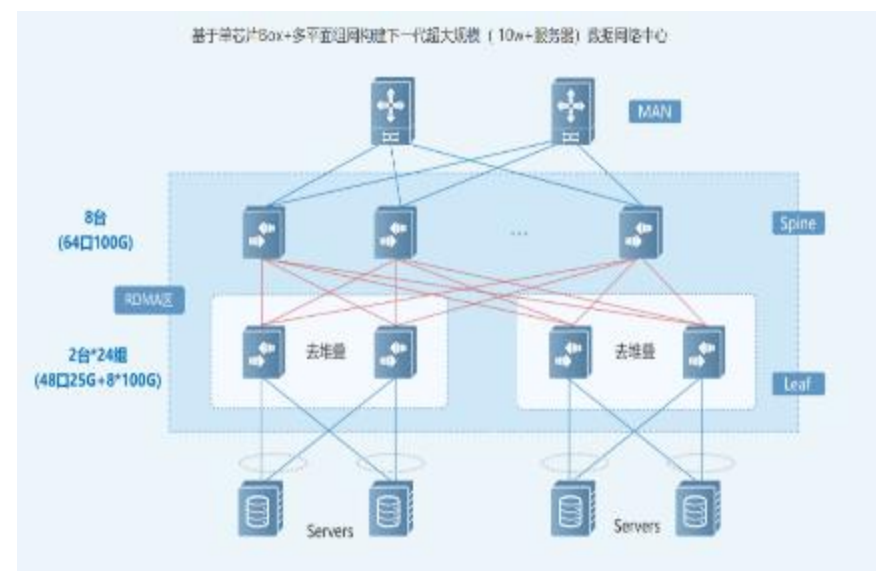 基于单芯片Box+多平面组网构建下一代超大规模（10w+服务器）数据网络中心
MAN
8台
(64口100G)
...
Spine
RDMA区
2台*24组
(48口25G+8*100G)
去堆叠
去堆叠
Leaf
Servers
Servers